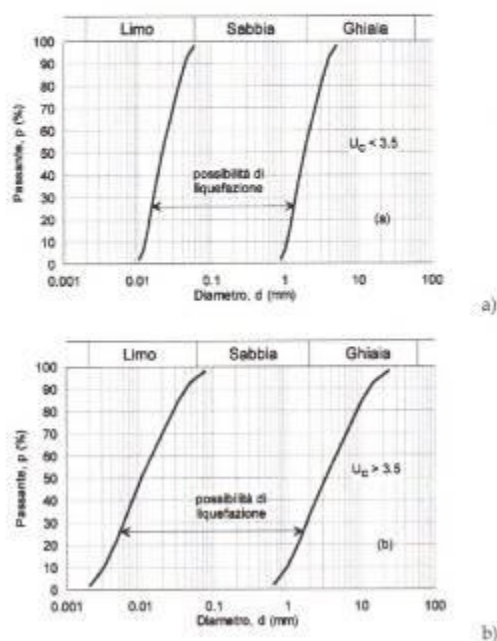 Limo Sabbia Ghiaia
100
90
80
70
60
50
40
30
20
10
0
Passante, p (%)
U_c < 3.5
possibilità di
liquefazione
(a)
0.001 0.01 0.1 1 10 100
Diametro, d (mm)
a)
Limo Sabbia Ghiaia
100
90
80
70
60
50
40
30
20
10
0
Passante, p (%)
U_c > 3.5
possibilità di
liquefazione
(b)
0.001 0.01 0.1 1 10 100
Diametro, d (mm)
b)